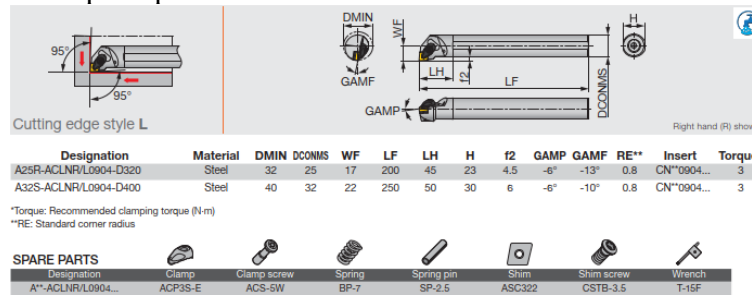 DMIN
WF
H
95°
LH
f2
GAMF
LF
DCONMS
95°
GAMP
Cutting edge style L
Right hand (R) show
Designation Material DMIN DCONMS WF LF LH H f2 GAMP GAMF RE** Insert Torque
A25R-ACLNR/L0904-D320 Steel 32 25 17 200 45 23 4.5 -6° -13° 0.8 CN**0904... 3
A32S-ACLNR/L0904-D400 Steel 40 32 22 250 50 30 6 -6° -10° 0.8 CN**0904... 3
*Torque: Recommended clamping torque (N·m)
**RE: Standard corner radius
SPARE PARTS
Designation Clamp Clamp screw Spring Spring pin Shim Shim screw Wrench
A**-ACLNR/L0904... ACP3S-E ACS-5W BP-7 SP-2.5 ASC322 CSTB-3.5 T-15F